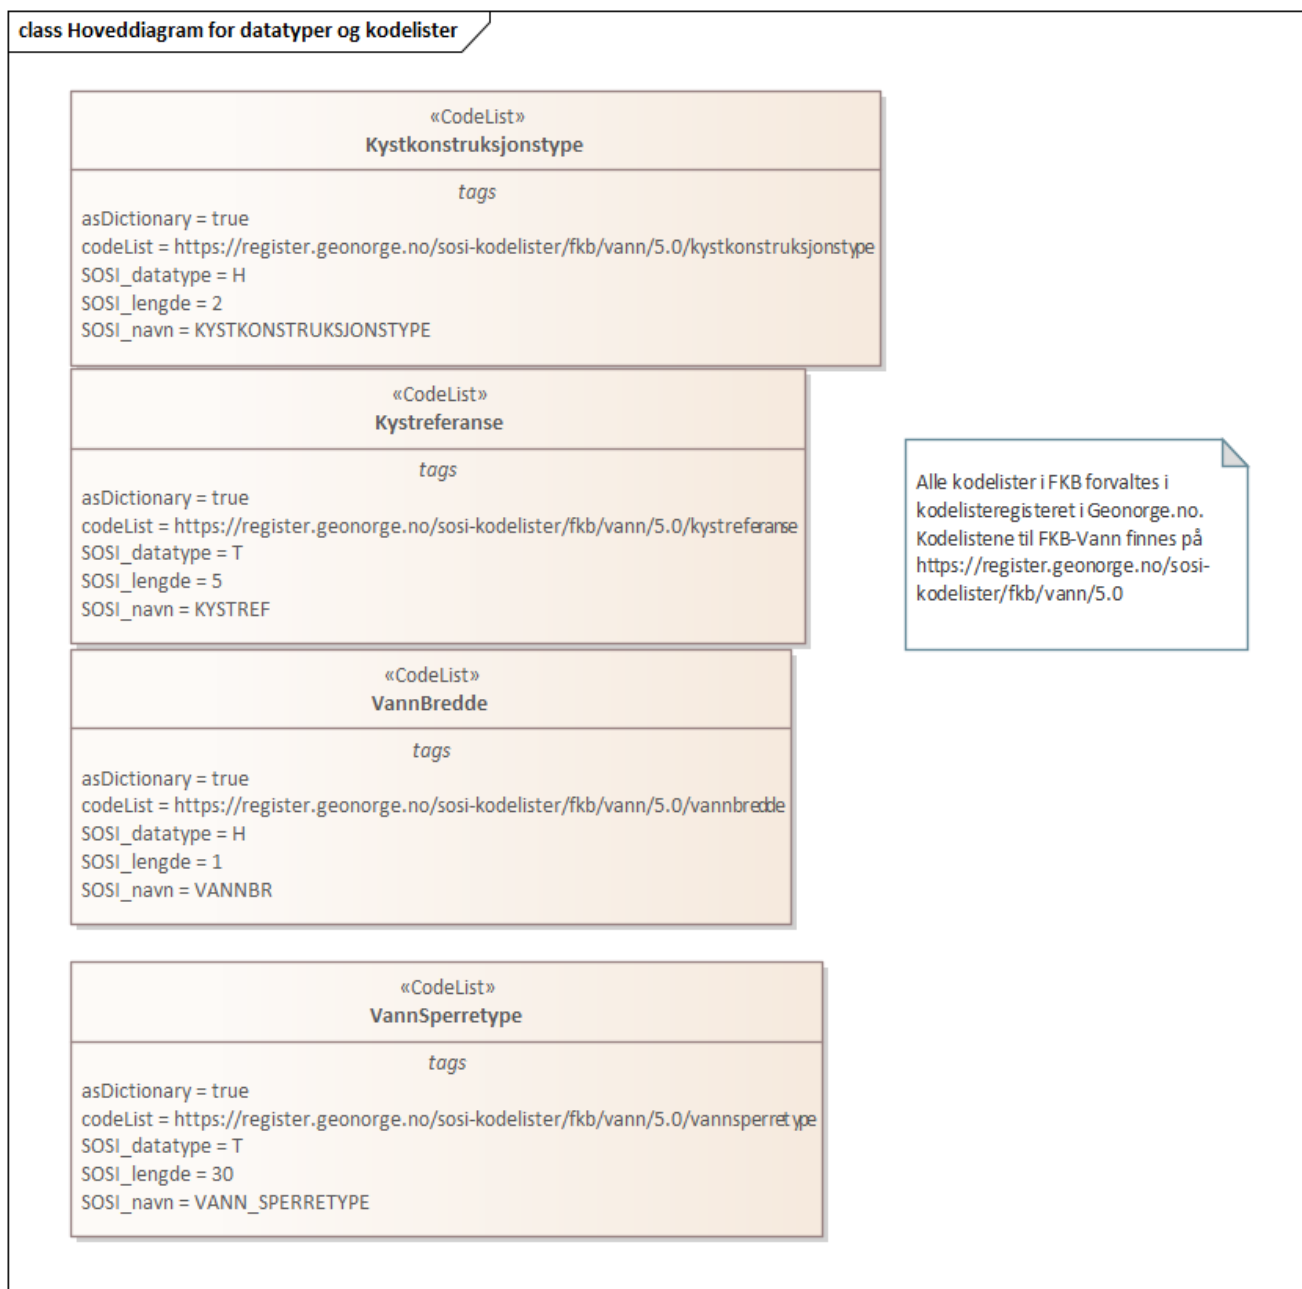 class Hoveddiagram for datatyper og kodelister
«CodeList»
Kystkonstruksjonstype
tags
asDictionary = true
codeList = https://register.geonorge.no/sosi-kodelister/fkb/vann/5.0/kystkonstruksjonstype
SOSI_datatype = H
SOSI_lengde = 2
SOSI_navn = KYSTKONSTRUKSJONSTYPE
«CodeList»
Kystreferanse
tags
asDictionary = true
codeList = https://register.geonorge.no/sosi-kodelister/fkb/vann/5.0/kystreferanse
SOSI_datatype = T
SOSI_lengde = 5
SOSI_navn = KYSTREF
Alle kodelister i FKB forvaltes i
kodelisteregisteret i Geonorge.no.
Kodelistene til FKB-Vann finnes på
https://register.geonorge.no/sosi-
kodelister/fkb/vann/5.0
«CodeList»
VannBredde
tags
asDictionary = true
codeList = https://register.geonorge.no/sosi-kodelister/fkb/vann/5.0/vannbredde
SOSI_datatype = H
SOSI_lengde = 1
SOSI_navn = VANNBR
«CodeList»
VannSperretype
tags
asDictionary = true
codeList = https://register.geonorge.no/sosi-kodelister/fkb/vann/5.0/vannsperretype
SOSI_datatype = T
SOSI_lengde = 30
SOSI_navn = VANN_SPERRETYPE